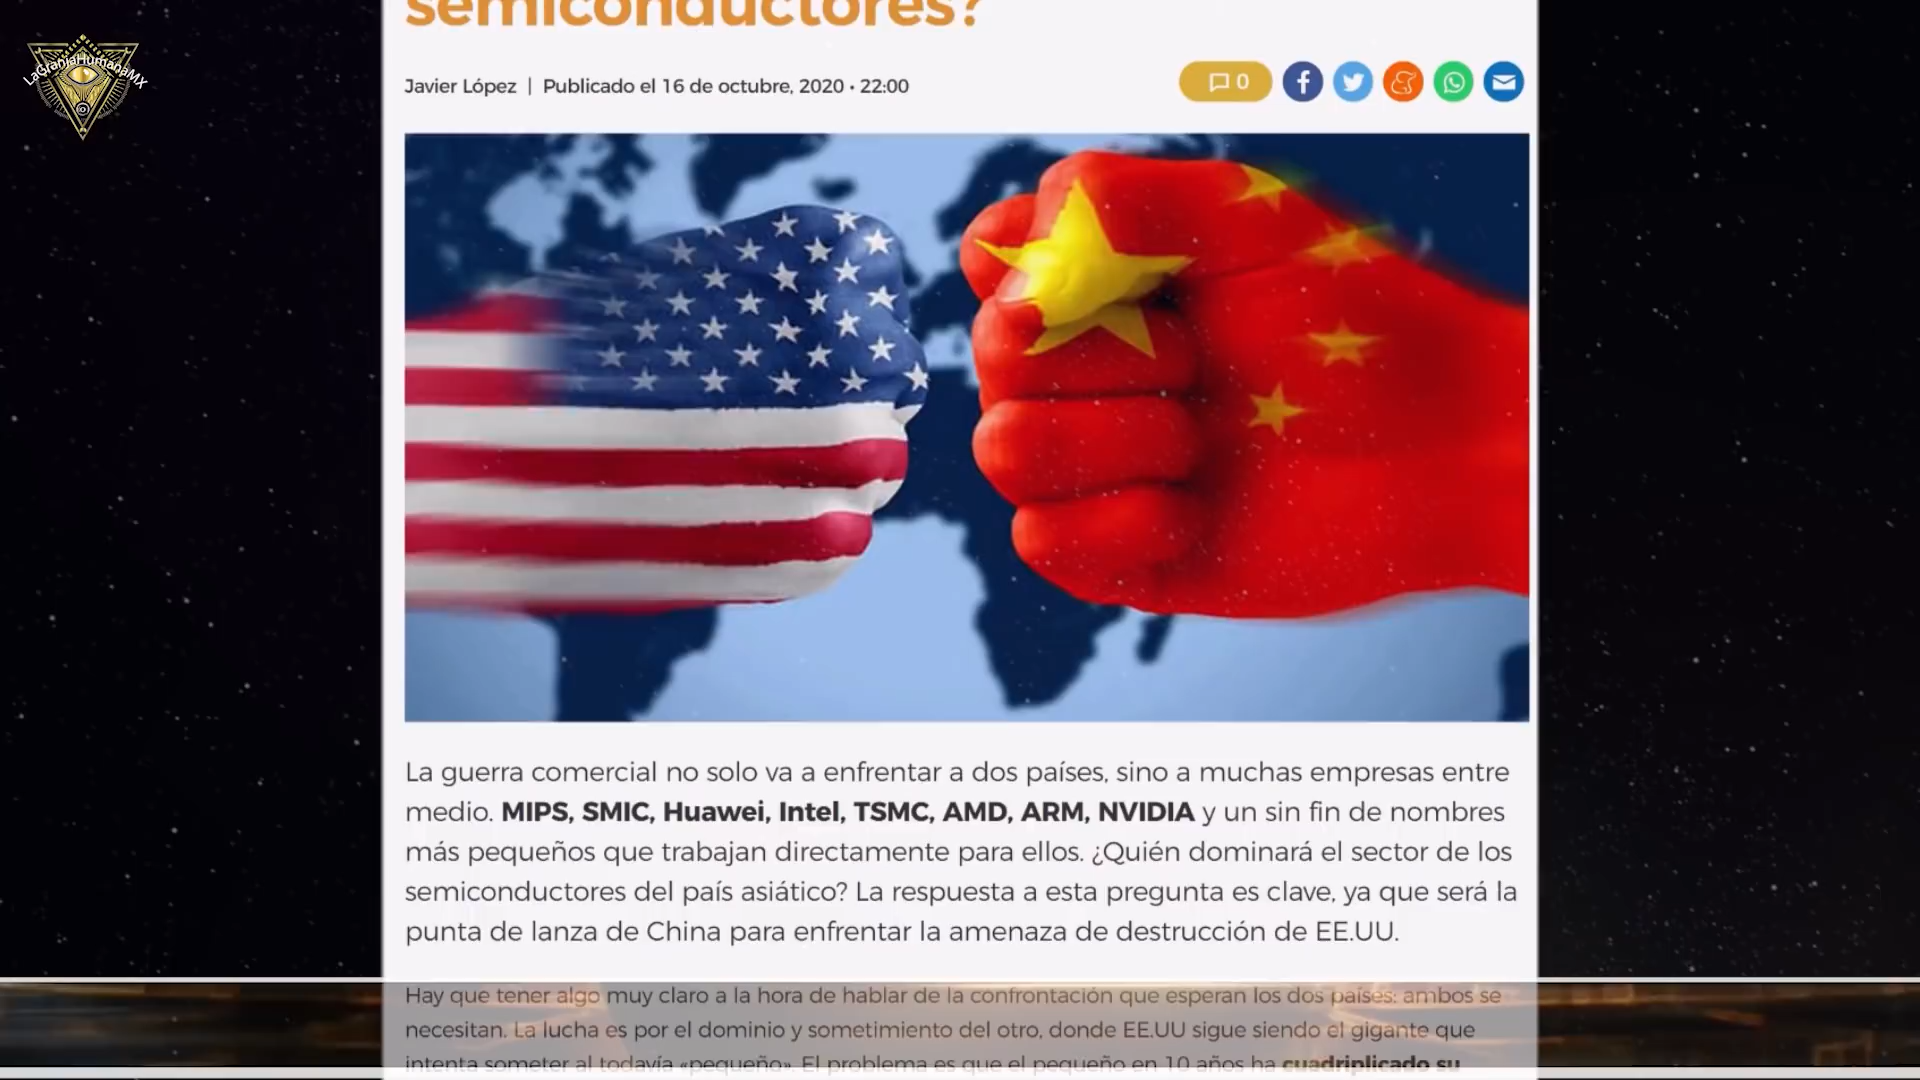 semiconductores?
LaGranjaHumanaMX
Javier López | Publicado el 16 de octubre, 2020 • 22:00
0
La guerra comercial no solo va a enfrentar a dos países, sino a muchas empresas entre
medio. MIPS, SMIC, Huawei, Intel, TSMC, AMD, ARM, NVIDIA y un sin fin de nombres
más pequeños que trabajan directamente para ellos. ¿Quién dominará el sector de los
semiconductores del país asiático? La respuesta a esta pregunta es clave, ya que será la
punta de lanza de China para enfrentar la amenaza de destrucción de EE.UU.
Hay que tener algo muy claro a la hora de hablar de la confrontación que esperan los dos países: ambos se
necesitan. La lucha es por el dominio y sometimiento del otro, donde EE.UU sigue siendo el gigante que
intenta someter al todavía «pequeño». El problema es que el pequeño en 10 años ha cuadriplicado su